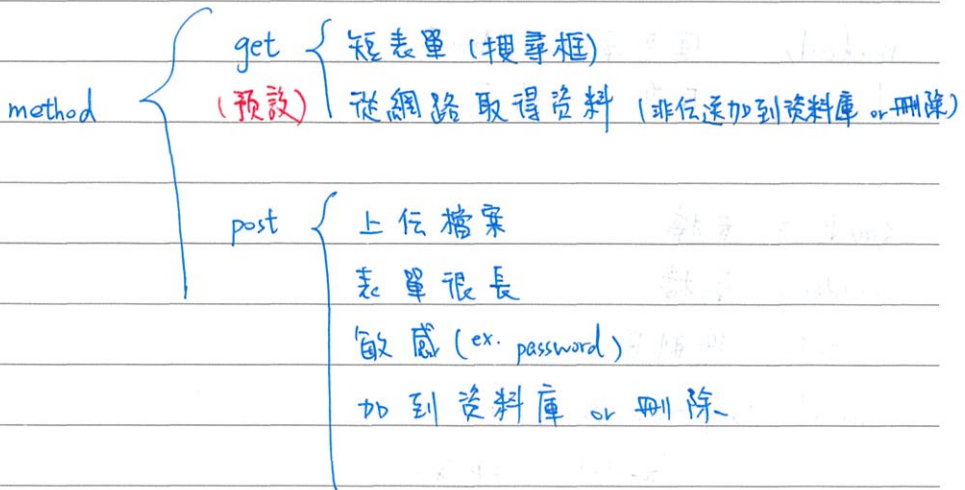 get 短表單 (搜尋框)
method (預設) 從網路取得資料 (非伝送加到資料庫 or 刪除)
post 上伝檔案
表單很長
敏感 (ex. password)
加到資料庫 or 刪除